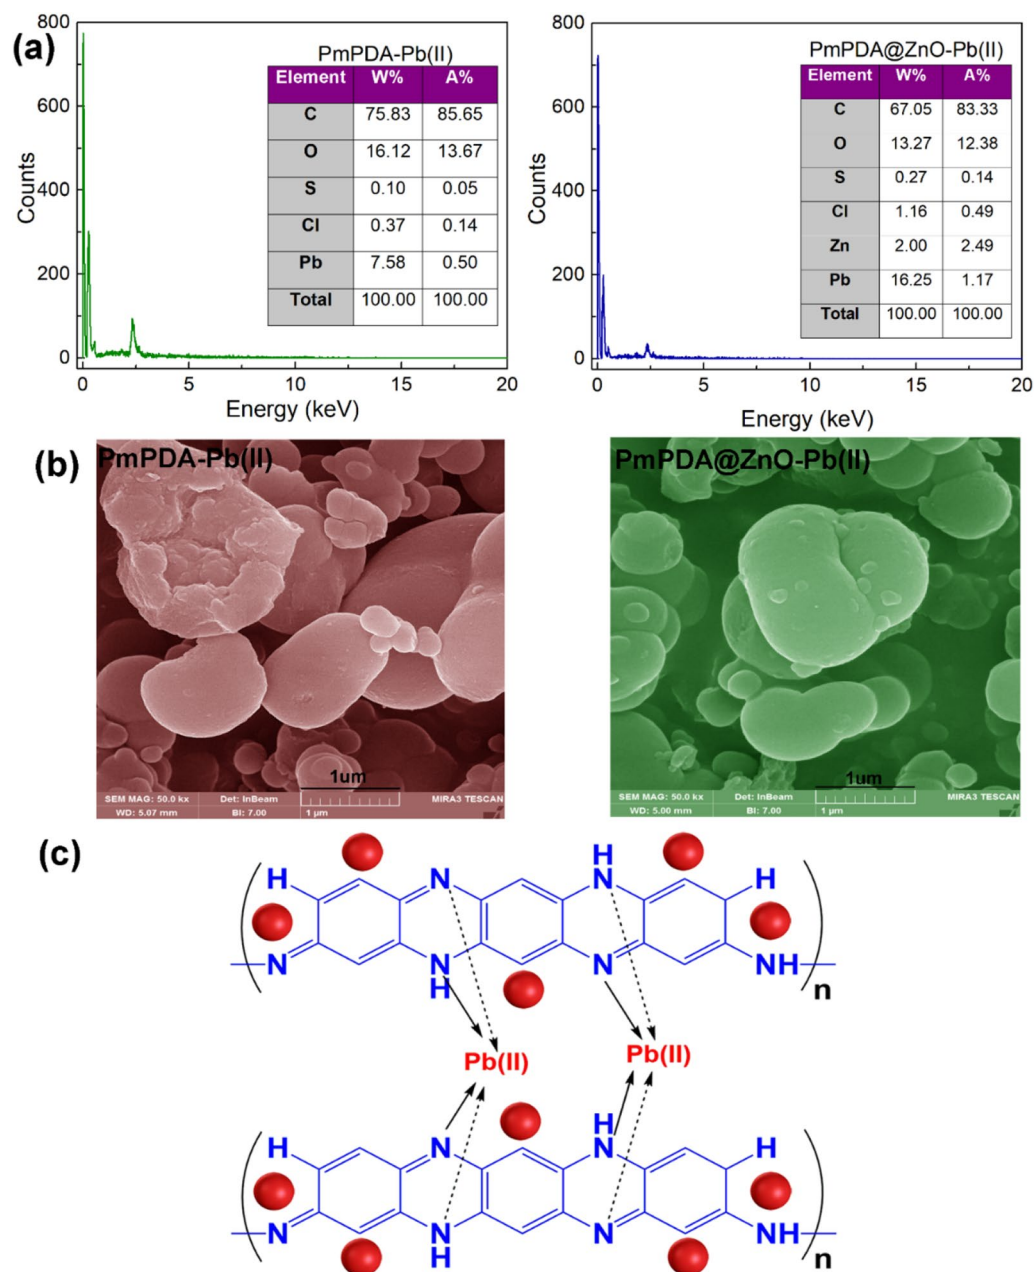 (a)
800
600
400
200
0
Counts
0 5 10 15 20
Energy (keV)
PmPDA-Pb(II)
Element W% A%
C 75.83 85.65
O 16.12 13.67
S 0.10 0.05
Cl 0.37 0.14
Pb 7.58 0.50
Total 100.00 100.00
800
600
400
200
0
Counts
0 5 10 15 20
Energy (keV)
PmPDA@ZnO-Pb(II)
Element W% A%
C 67.05 83.33
O 13.27 12.38
S 0.27 0.14
Cl 1.16 0.49
Zn 2.00 2.49
Pb 16.25 1.17
Total 100.00 100.00
(b)
PmPDA-Pb(II)
1um
SEM MAG: 50.0 kx Det: InBeam MIRA3 TESCAN
WD: 5.07 mm BI: 7.00 1 µm
PmPDA@ZnO-Pb(II)
1um
SEM MAG: 50.0 kx Det: InBeam MIRA3 TESCAN
WD: 5.00 mm BI: 7.00 1 µm
(c)
H
H N N H
N N N NH
H n
Pb(II) Pb(II)
H
H N N H
N N N NH
H n